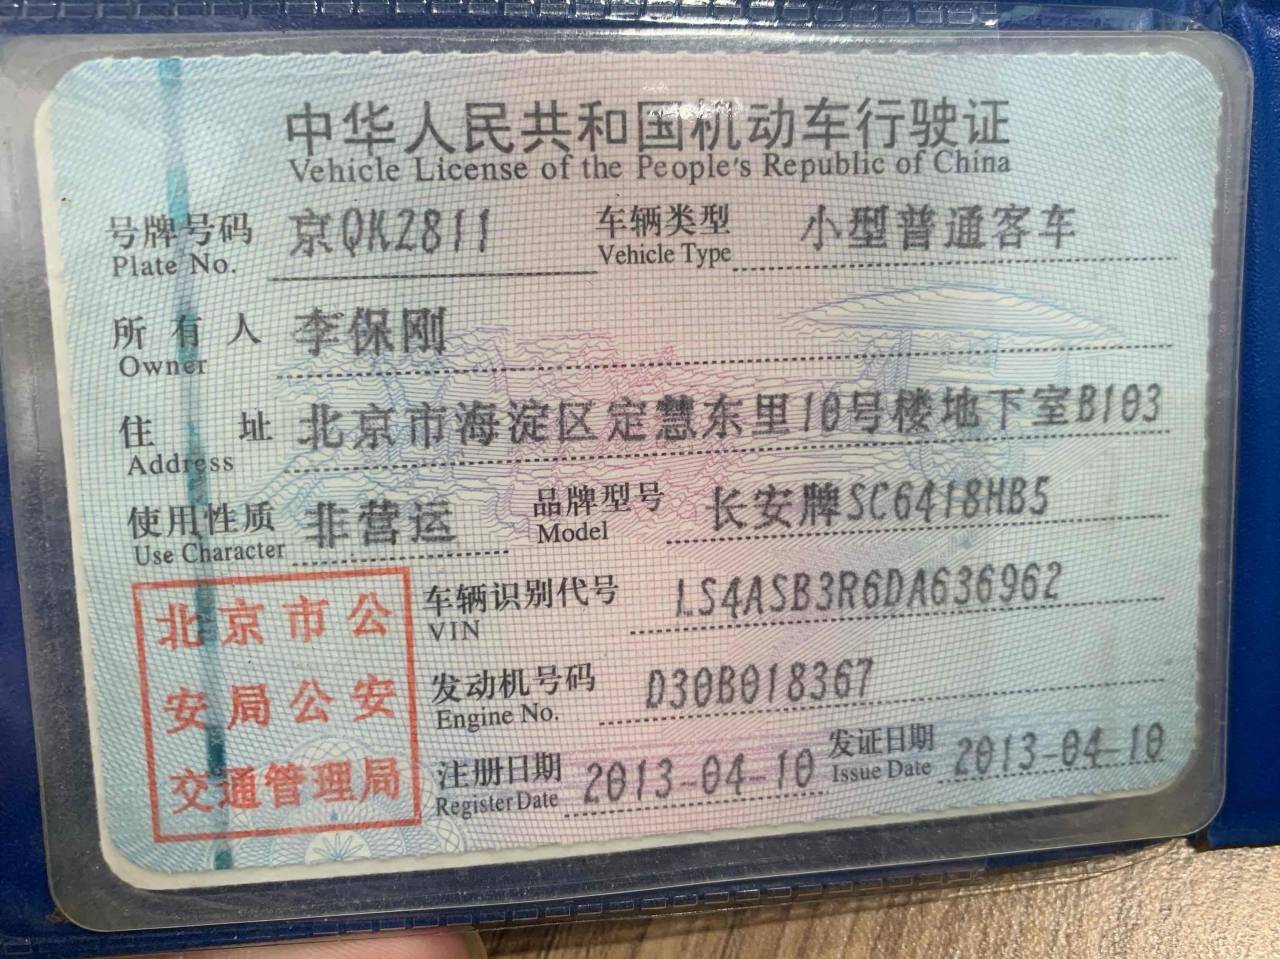 中华人民共和国机动车行驶证
Vehicle License of the People's Republic of China
号牌号码 京QK2811 车辆类型 小型普通客车
Plate No. Vehicle Type
所有人 李保刚
Owner
住址 北京市海淀区定慧东里10号楼地下室B103
Address
使用性质 非营运 品牌型号 长安牌SC6418HB5
Use Character Model
车辆识别代号 LS4ASB3R6DA636962
VIN
发动机号码 D30B018367
Engine No.
注册日期 2013-04-10 发证日期 2013-04-10
Register Date Issue Date
北京市公
安局公安
交通管理局